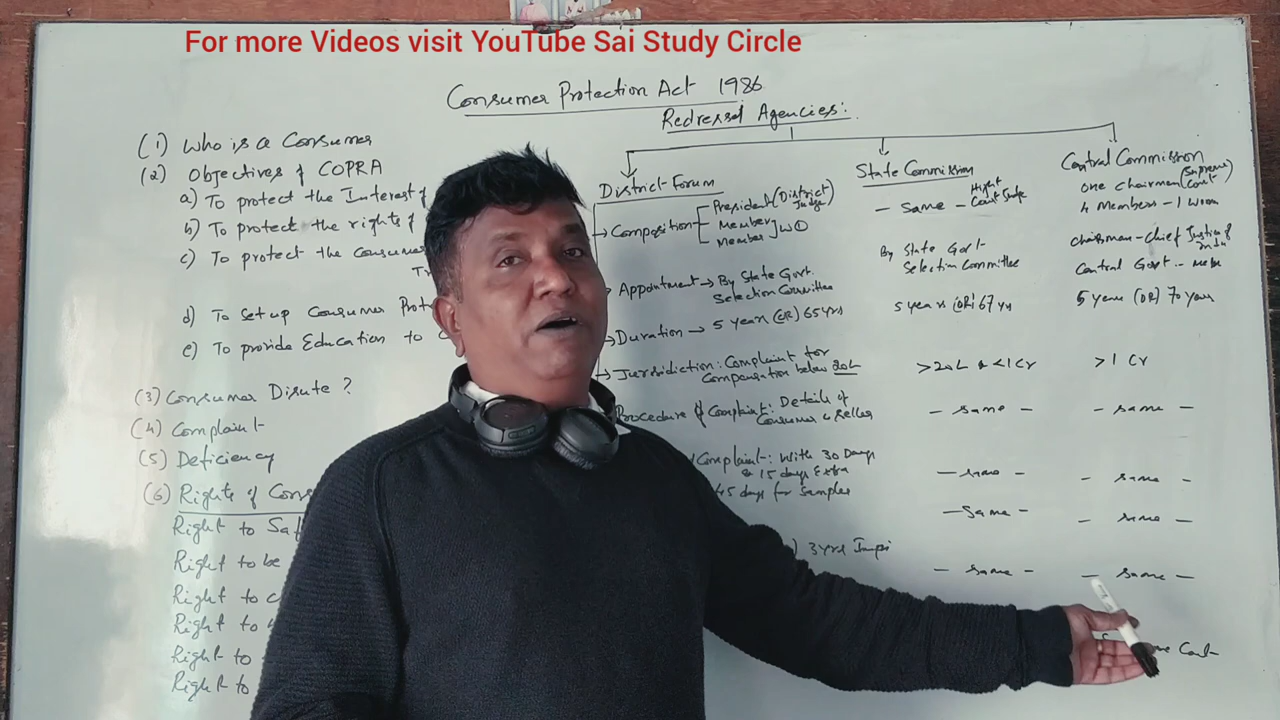 For more Videos visit YouTube Sai Study Circle
Consumer Protection Act 1986
Redressal Agencies:
(1) Who is a Consumer
(2) Objectives of COPRA
a) To protect the Interest of
b) To protect the rights of
c) To protect the Consumer
d) To Set up Consumer
e) To provide Education to
(3) Consumer Disute ?
(4) Complaint
(5) Deficiency
(6) Rights of Cons
Right to Saf
Right to be
Right to c
Right to
Right to
Right to
District Forum
Composition
President (District Judge)
Member
Member
Appointment → By State Govt.
Selection Committee
Duration → 5 years (OR) 65 yrs
Jurisdiction: Complaint for
Compensation below 20L
Procedure of Complaint: Details of
Consumer & Seller
Complaint: With 30 Days
& 15 days Extra
45 days for Samples
3 yrs
State Commission
- Same - Hight Court Judge
By State Govt
Selection Committee
5 years (OR) 67 yrs
>20L & <1Cr
- same -
- same -
- Same -
- same -
Central Commission
one chairman (Supreme Court)
4 Members - 1 Wom
chairman - Chief Justice of
Central Govt -
5 years (OR) 70 years
>1 Cr
- same -
- same -
- same -
- same -